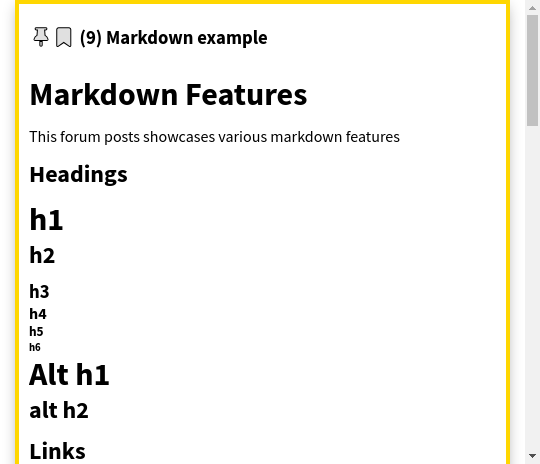 (9) Markdown example
Markdown Features
This forum posts showcases various markdown features
Headings
h1
h2
h3
h4
h5
h6
Alt h1
alt h2
Links